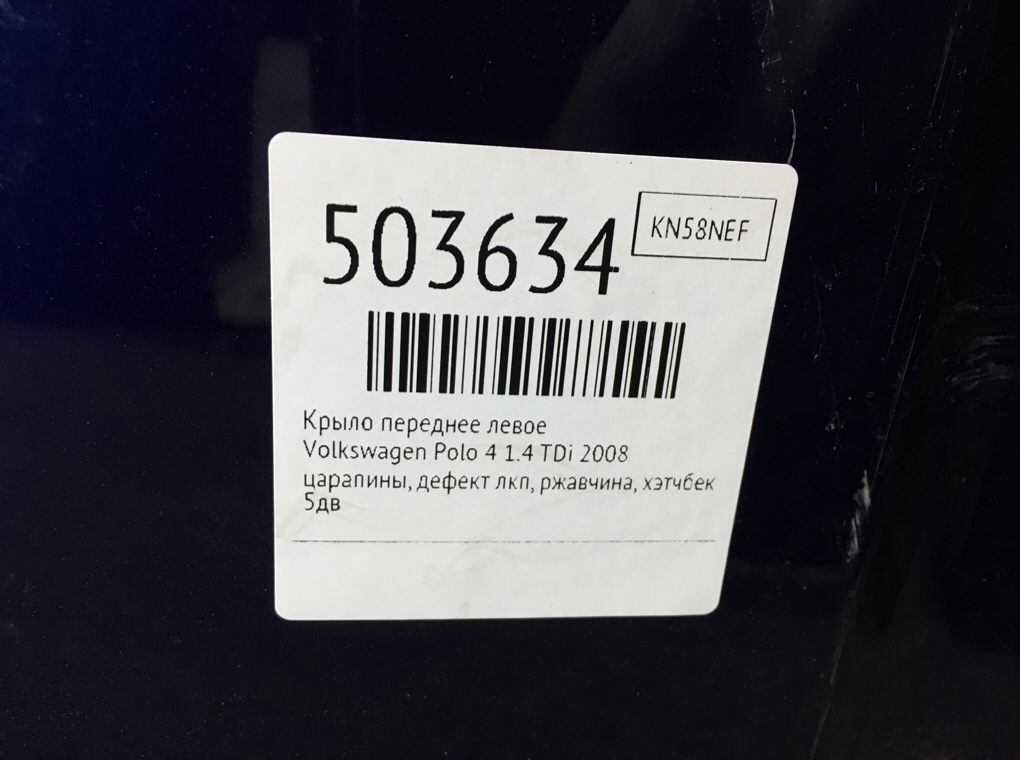 503634
KN58NEF
Крыло переднее левое
Volkswagen Polo 4 1.4 TDi 2008
царапины, дефект лкп, ржавчина, хэтчбек
5дв